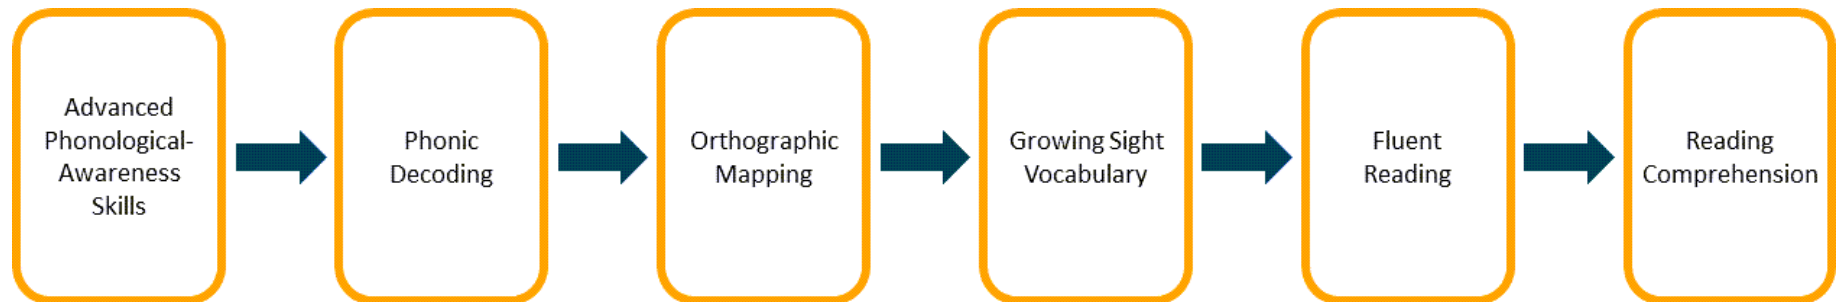 Advanced
Phonological-
Awareness
Skills
Phonic
Decoding
Orthographic
Mapping
Growing Sight
Vocabulary
Fluent
Reading
Reading
Comprehension